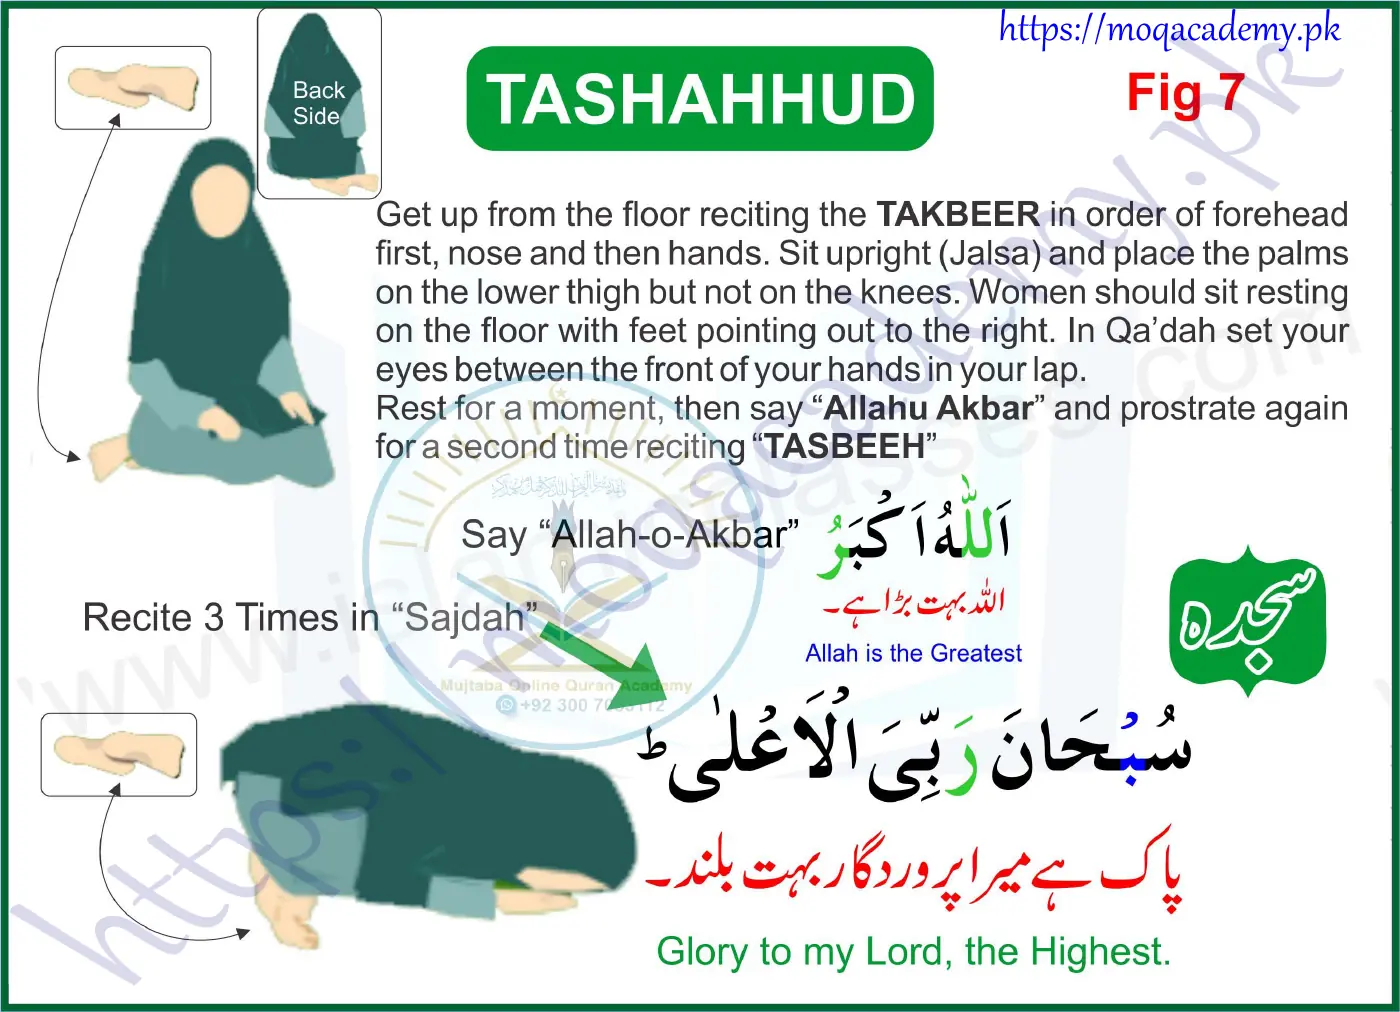 https://moqacademy.pk
Back
Side
TASHAHHUD
Fig 7
Get up from the floor reciting the TAKBEER in order of forehead
first, nose and then hands. Sit upright (Jalsa) and place the palms
on the lower thigh but not on the knees. Women should sit resting
on the floor with feet pointing out to the right. In Qa’dah set your
eyes between the front of your hands in your lap.
Rest for a moment, then say “Allahu Akbar” and prostrate again
for a second time reciting “TASBEEH”
Say “Allah-o-Akbar”
اَللّٰهُ اَكْبَرُ
اللہ بہت بڑا ہے۔
Allah is the Greatest
سجدہ
Recite 3 Times in “Sajdah”
سُبْحَانَ رَبِّىَ الْاَعْلٰى ط
پاک ہے میرا پروردگار بہت بلند۔
Glory to my Lord, the Highest.
Mujtaba Online Quran Academy
https://moqacademy.pk